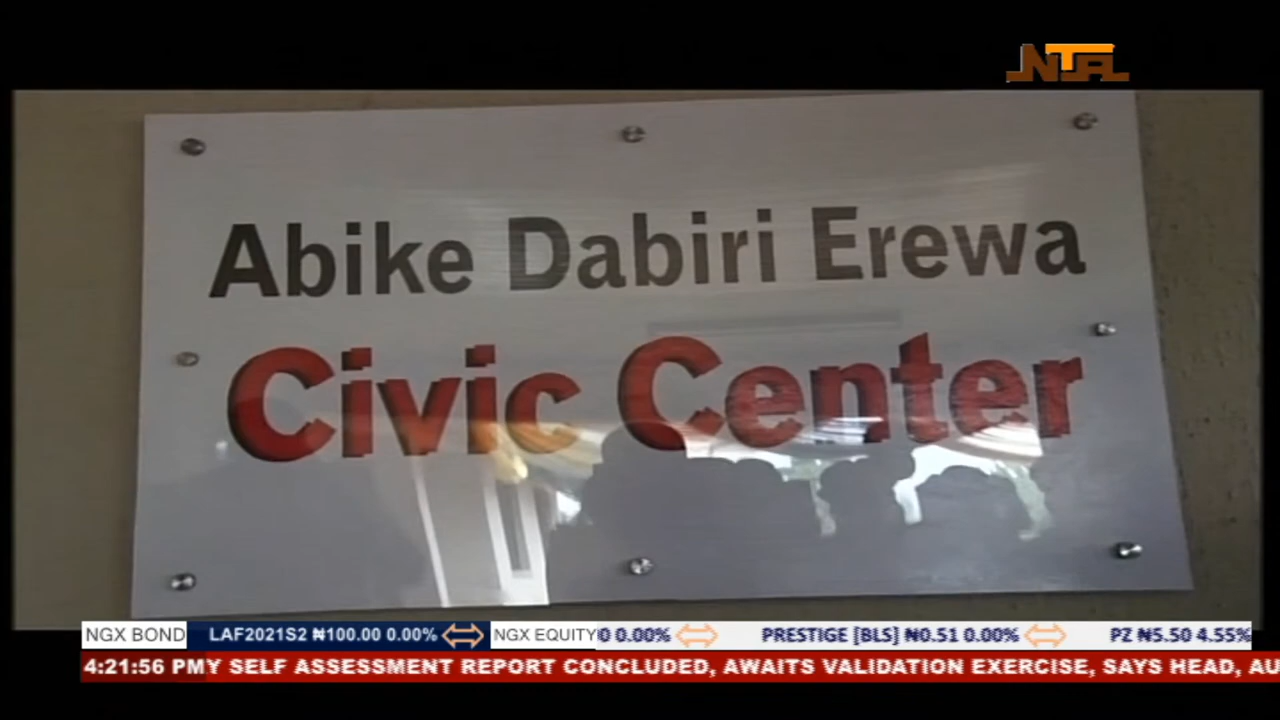 NTA
Abike Dabiri Erewa
Civic Center
NGX BOND LAF2021S2 ₦100.00 0.00% NGX EQUITY 0 0.00% PRESTIGE [BLS] ₦0.51 0.00% PZ ₦5.50 4.55%
4:21:56 PM Y SELF ASSESSMENT REPORT CONCLUDED, AWAITS VALIDATION EXERCISE, SAYS HEAD, AU